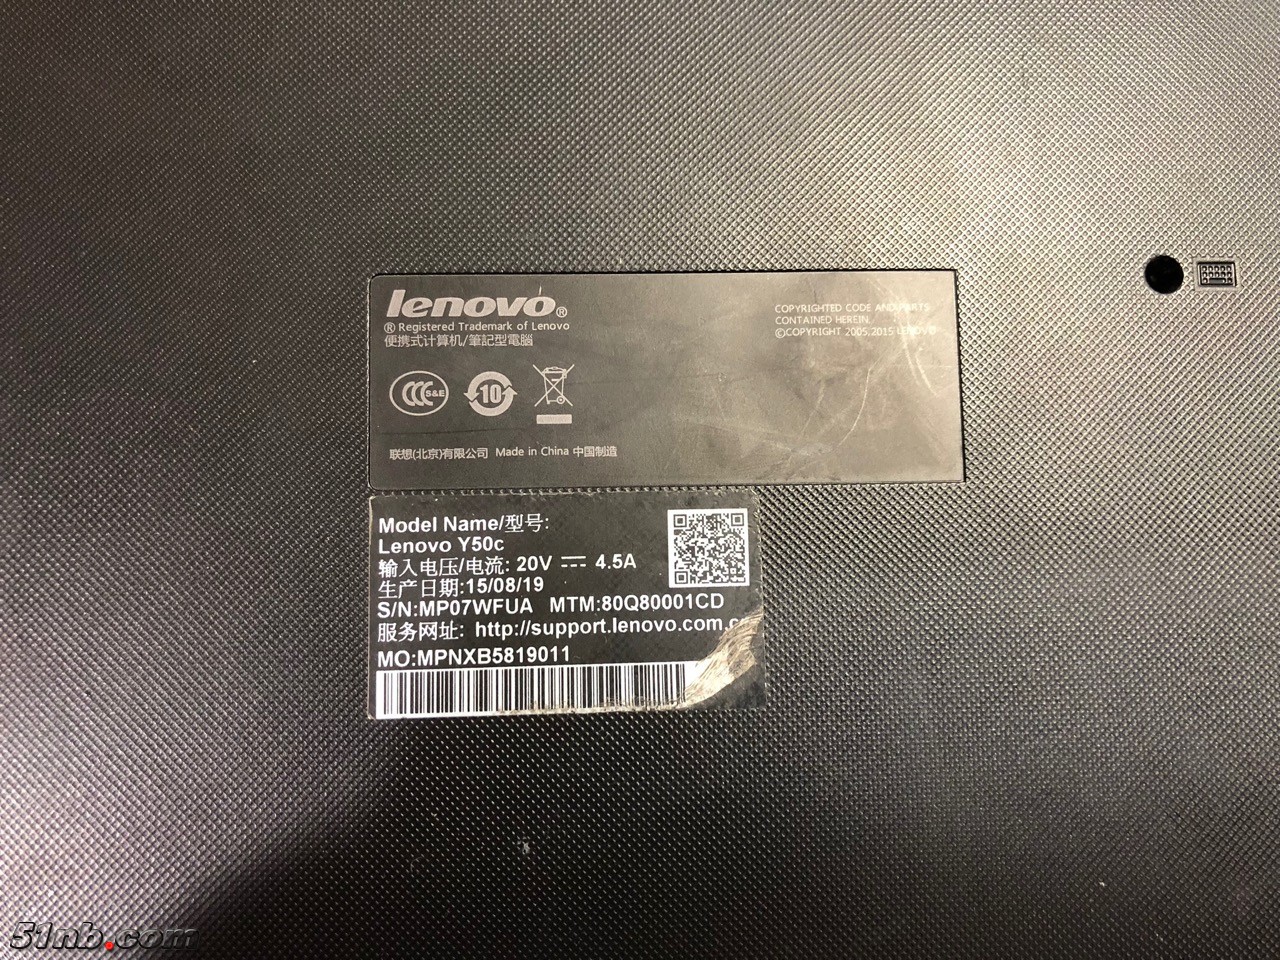 lenovo®
® Registered Trademark of Lenovo
便携式计算机/筆記型電腦
COPYRIGHTED CODE AND PARTS
CONTAINED HEREIN.
©COPYRIGHT 2005,2015 LENOVO
CCC S&E
10
联想(北京)有限公司 Made in China 中国制造
Model Name/型号:
Lenovo Y50c
输入电压/电流: 20V 4.5A
生产日期:15/08/19
S/N:MP07WFUA MTM:80Q80001CD
服务网址: http://support.lenovo.com.c
MO:MPNXB5819011
51nb.com